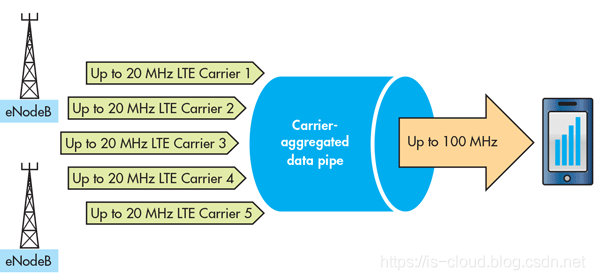 eNodeB
Up to 20 MHz LTE Carrier 1
Up to 20 MHz LTE Carrier 2
Up to 20 MHz LTE Carrier 3
Up to 20 MHz LTE Carrier 4
Up to 20 MHz LTE Carrier 5
eNodeB
Carrier-
aggregated
data pipe
Up to 100 MHz
https://is-cloud.blog.csdn.net